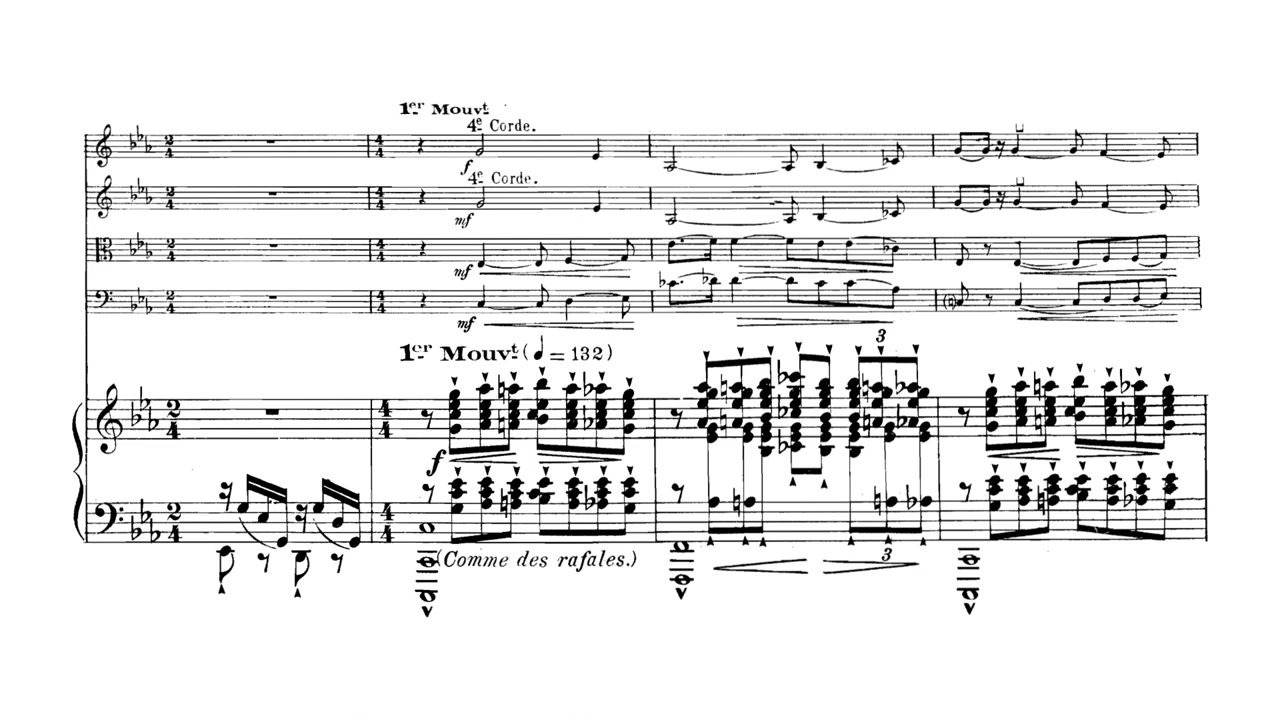 1er Mouvt
4e Corde.
f
4e Corde.
mf
mf
mf
3
1er Mouvt (♩ = 132)
f
(Comme des rafales.)
3